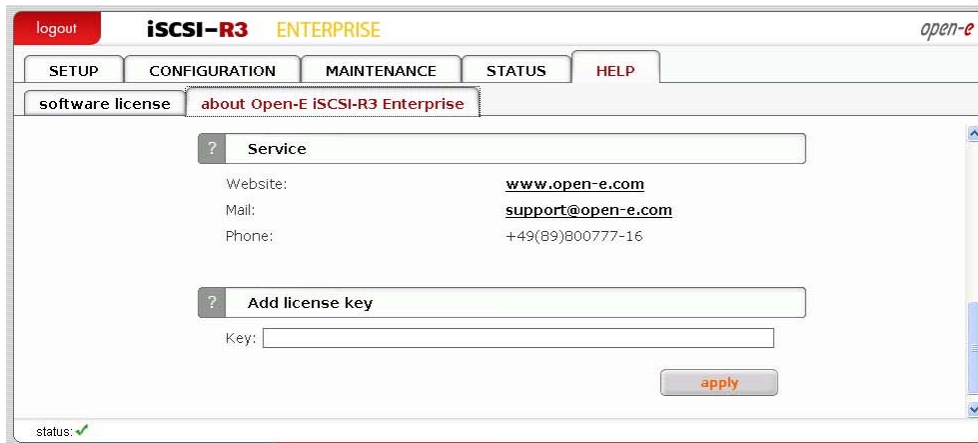 logout iSCSI-R3 ENTERPRISE open-e
SETUP CONFIGURATION MAINTENANCE STATUS HELP
software license about Open-E iSCSI-R3 Enterprise
? Service
Website: www.open-e.com
Mail: support@open-e.com
Phone: +49(89)800777-16
? Add license key
Key:
apply
status: